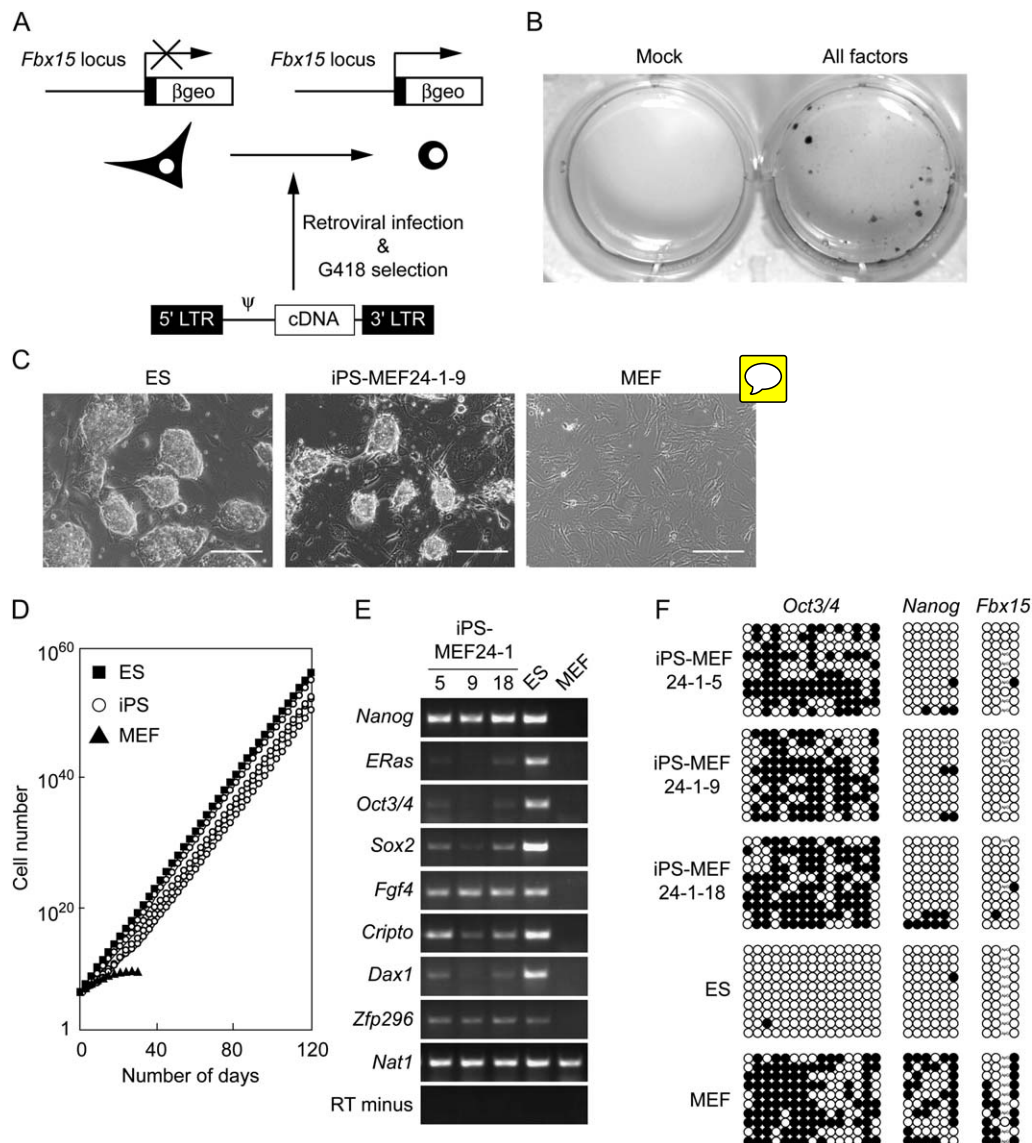 A
Fbx15 locus
βgeo
Fbx15 locus
βgeo
Retroviral infection
&
G418 selection
ψ
5' LTR
cDNA
3' LTR
B
Mock
All factors
C
ES
iPS-MEF24-1-9
MEF
D
Cell number
10^60
10^40
10^20
1
ES
iPS
MEF
0
40
80
120
Number of days
E
iPS-
MEF24-1
5 9 18 ES MEF
Nanog
ERas
Oct3/4
Sox2
Fgf4
Cripto
Dax1
Zfp296
Nat1
RT minus
F
Oct3/4 Nanog Fbx15
iPS-MEF
24-1-5
iPS-MEF
24-1-9
iPS-MEF
24-1-18
ES
MEF